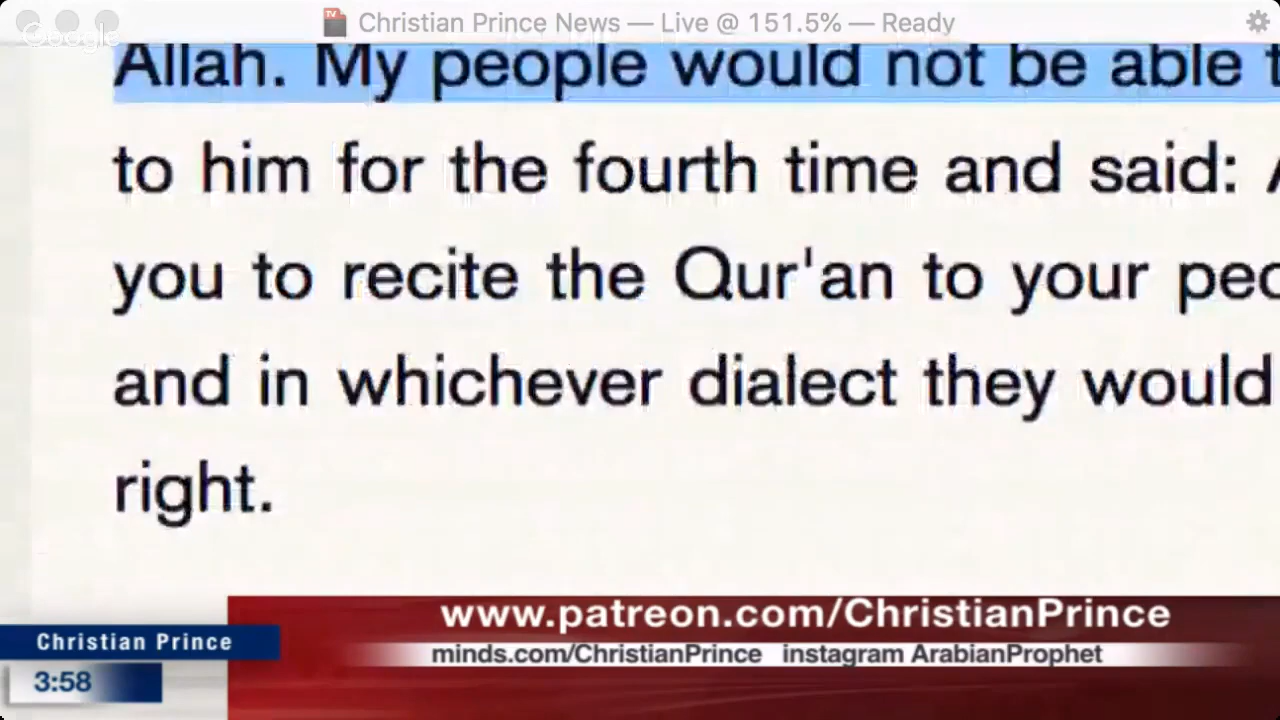 Christian Prince News — Live @ 151.5% — Ready
Google
Allah. My people would not be able
to him for the fourth time and said:
you to recite the Qur'an to your
and in whichever dialect they would
right.
www.patreon.com/ChristianPrince
Christian Prince
minds.com/ChristianPrince instagram ArabianProphet
3:58